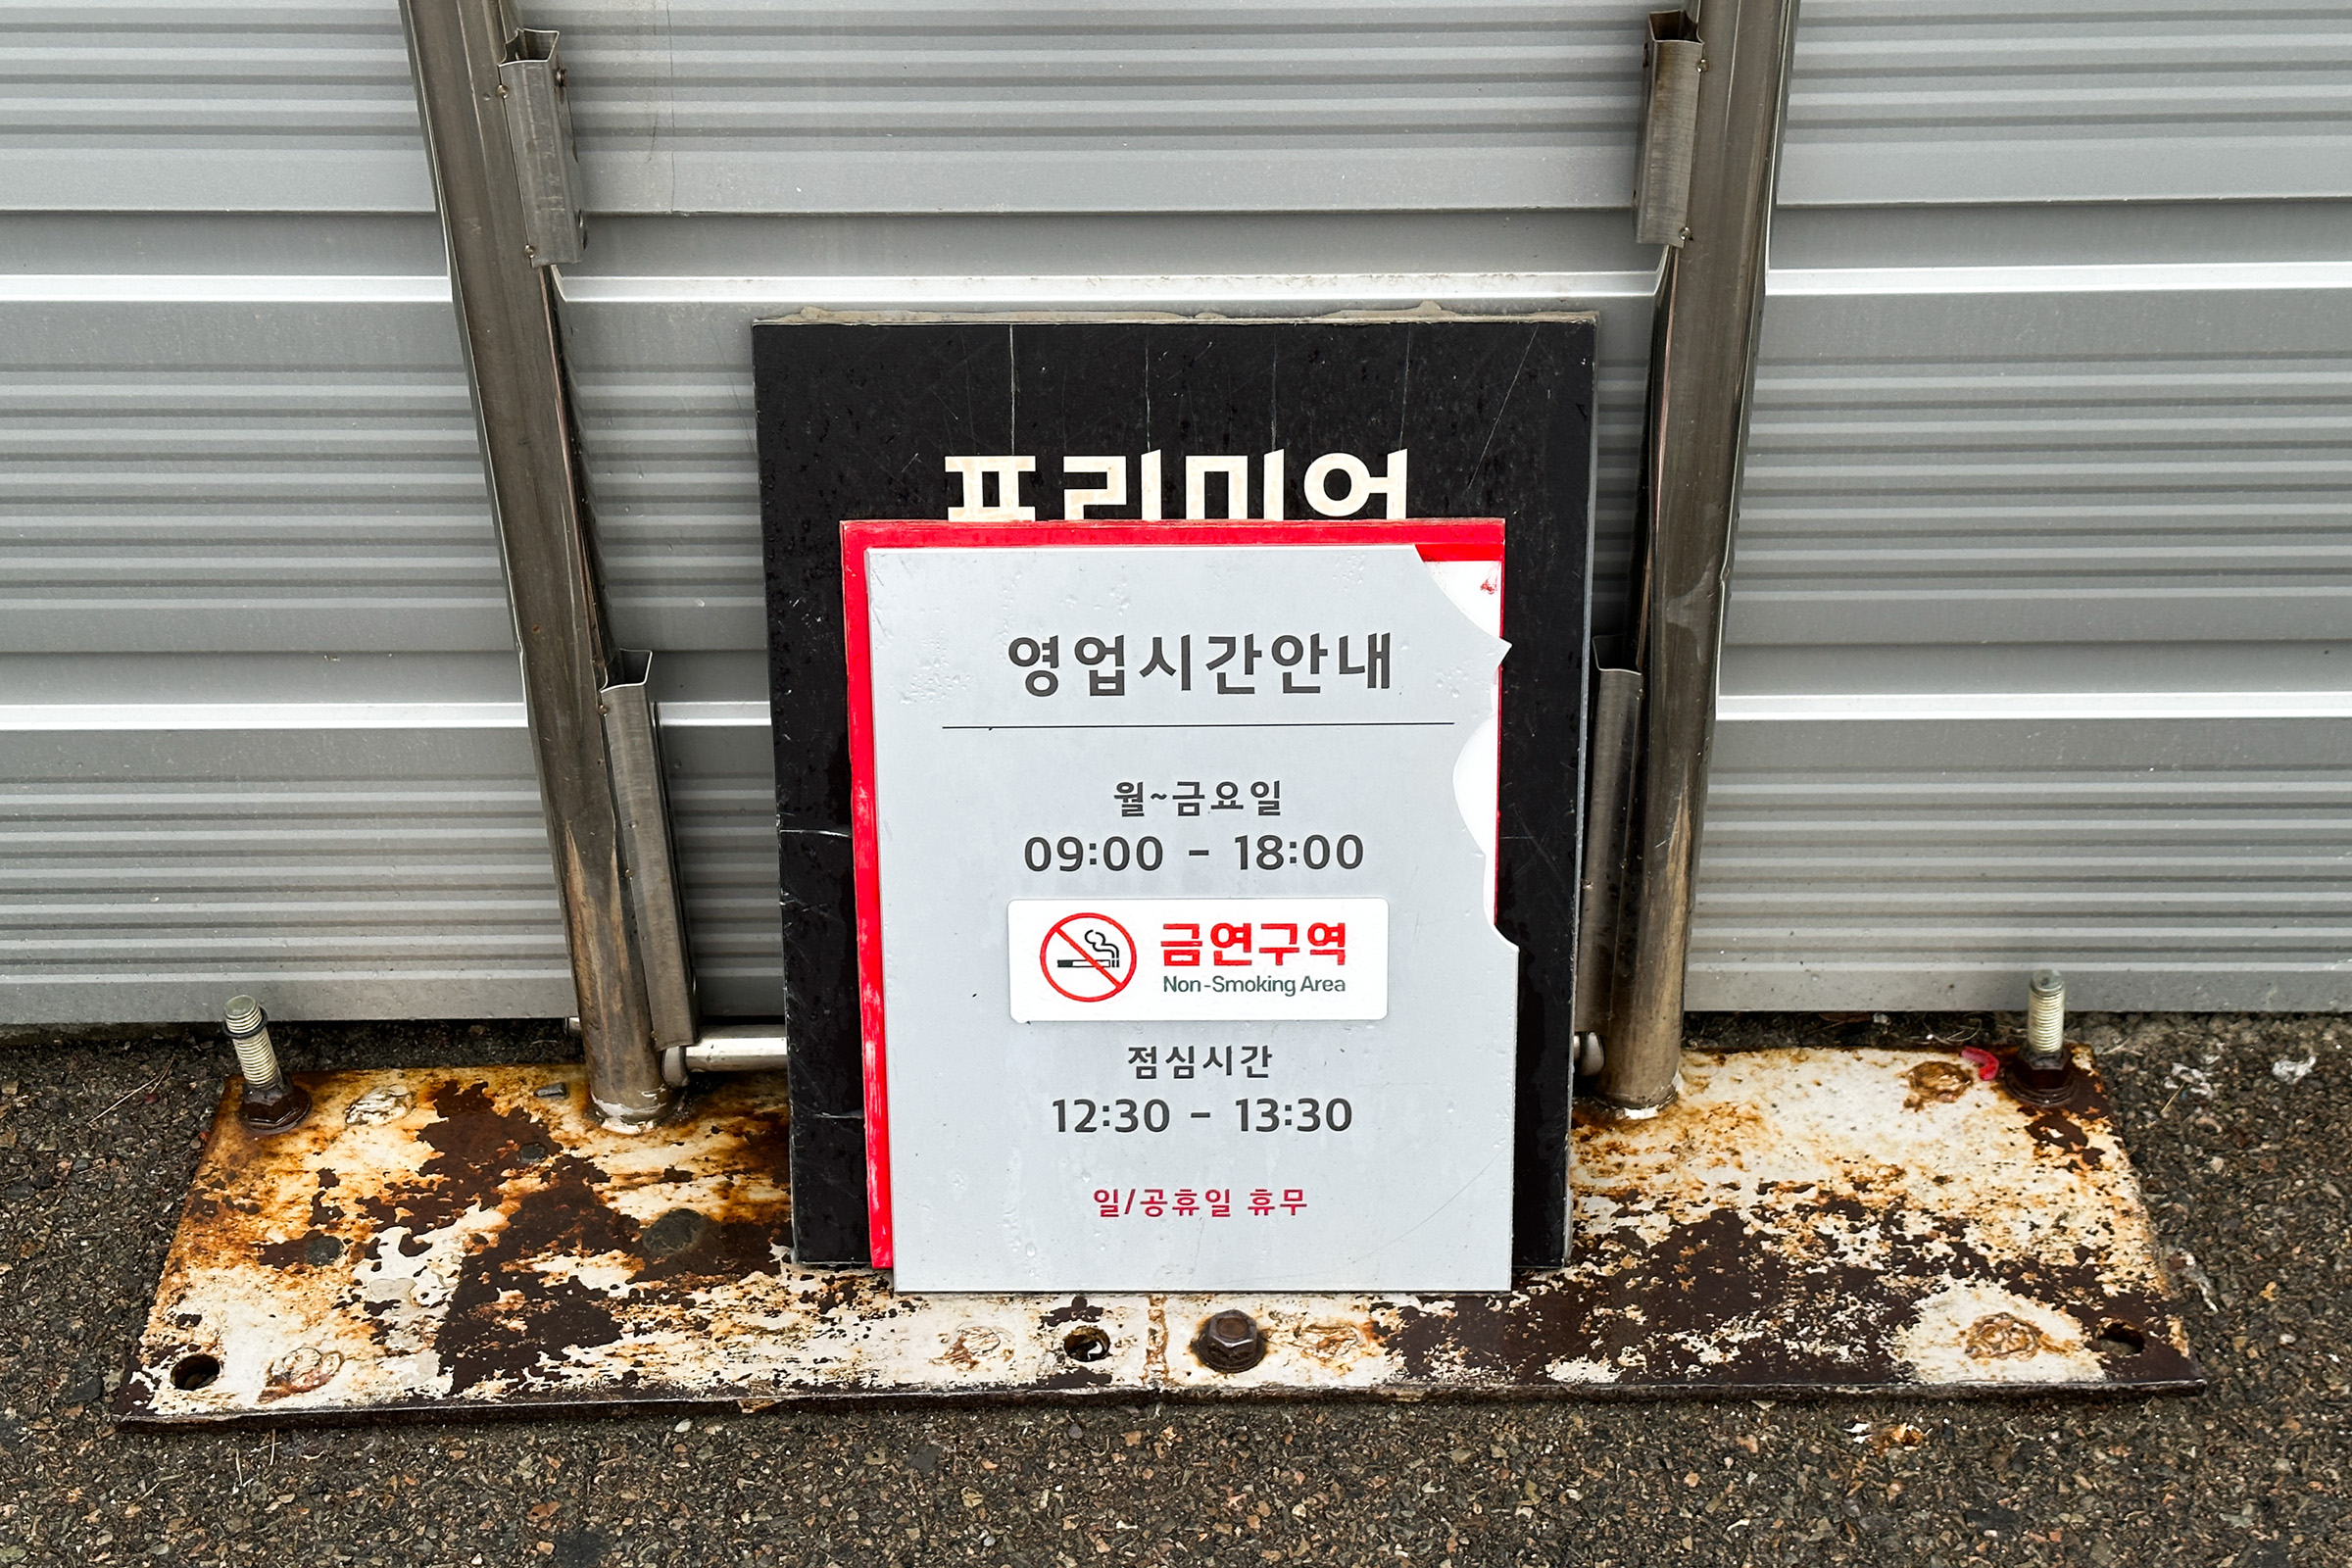 프리미어
영업시간안내
월~금요일
09:00 - 18:00
금연구역
Non-Smoking Area
점심시간
12:30 - 13:30
일/공휴일 휴무